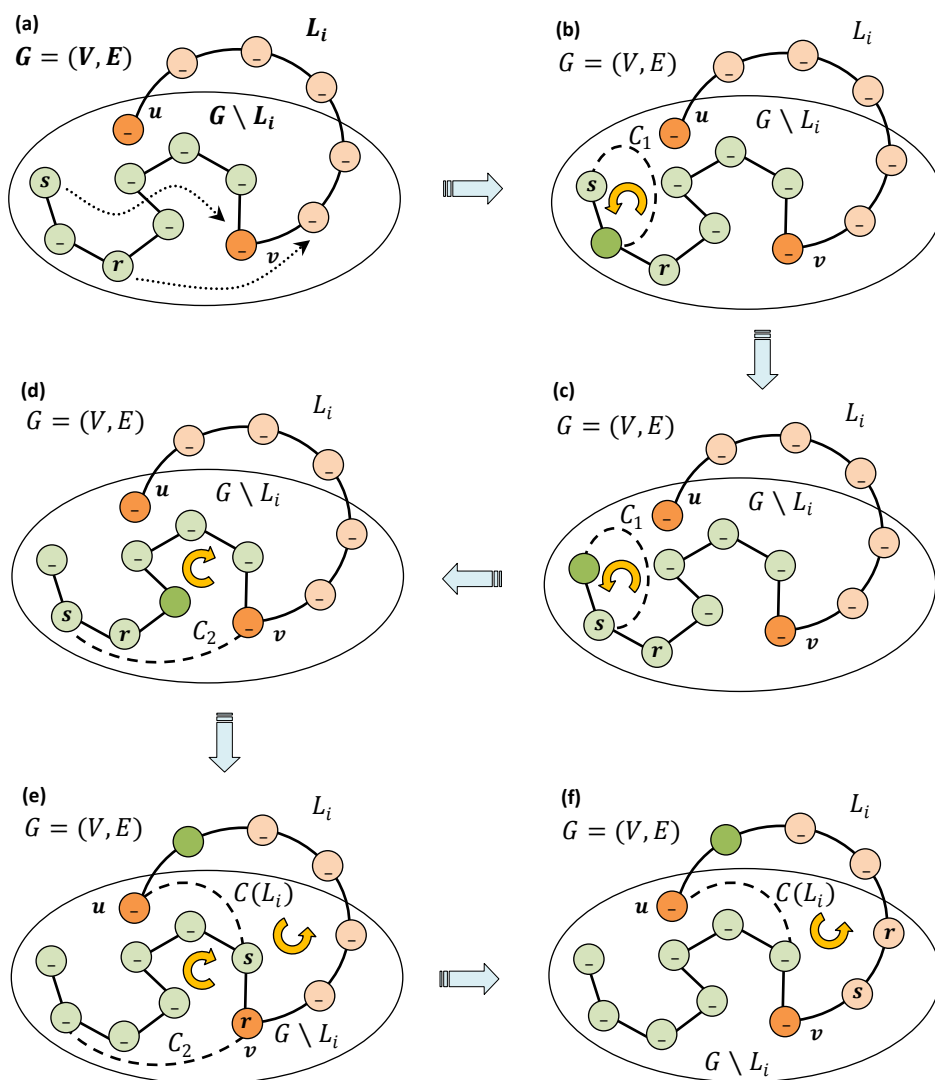 (a)
G = (V, E)
L_i
u
G \ L_i
s
r
v
(b)
G = (V, E)
L_i
u
G \ L_i
C_1
s
r
v
(d)
G = (V, E)
L_i
u
G \ L_i
s
r
C_2
v
(c)
G = (V, E)
L_i
u
G \ L_i
C_1
s
r
v
(e)
G = (V, E)
L_i
u
C(L_i)
s
r
C_2
v
G \ L_i
(f)
G = (V, E)
L_i
u
C(L_i)
r
s
v
G \ L_i